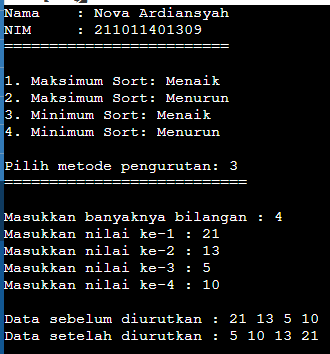 Nama    : Nova Ardiansyah
NIM     : 211011401309
=========================
1. Maksimum Sort: Menaik
2. Maksimum Sort: Menurun
3. Minimum Sort: Menaik
4. Minimum Sort: Menurun
Pilih metode pengurutan: 3
===========================
Masukkan banyaknya bilangan : 4
Masukkan nilai ke-1 : 21
Masukkan nilai ke-2 : 13
Masukkan nilai ke-3 : 5
Masukkan nilai ke-4 : 10
Data sebelum diurutkan : 21 13 5 10
Data setelah diurutkan : 5 10 13 21